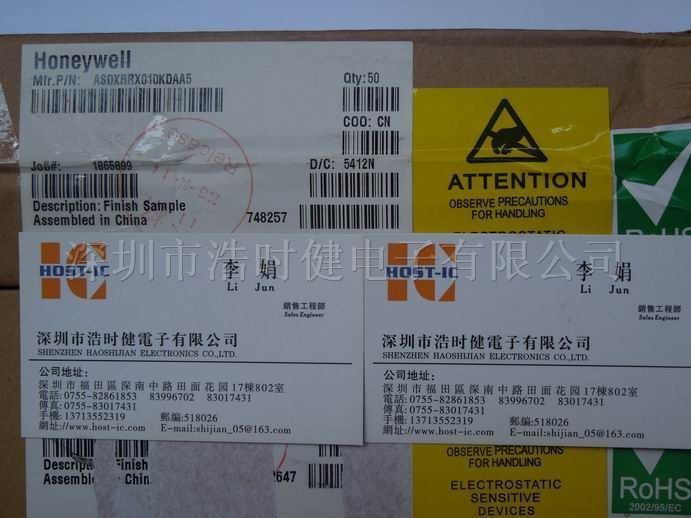 Honeywell
Mfr.P/N: ASDXRRX010KDAA5
Qty:50
COO: CN
Release
Job#: 1865899
D/C: 5412N
Description: Finish Sample
Assembled in China
748257
ATTENTION
OBSERVE PRECAUTIONS
FOR HANDLING
ELECTROSTATIC
RoHS
深圳市浩时健电子有限公司
HOST-IC
李 娟
Li Jun
銷售工程師
Sales Engineer
深圳市浩时健電子有限公司
SHENZHEN HAOSHIJIAN ELECTRONICS CO.,LTD.
公司地址:
深圳市福田區深南中路田面花园17棟802室
電話:0755-82861853 83996702 83017431
傳真:0755-83017431
手機:13713552319 郵編:518026
網址://www.host-ic.com E-mail:shijian_05@163.com
HOST-IC
李 娟
Li Jun
銷售工程師
Sales Engineer
深圳市浩时健電子有限公司
SHENZHEN HAOSHIJIAN ELECTRONICS CO.,LTD.
公司地址:
深圳市福田區深南中路田面花园17棟802室
電話:0755-82861853 83996702 83017431
傳真:0755-83017431
手機:13713552319 郵編:518026
網址://www.host-ic.com E-mail:shijian_05@163.com
Finish
2647
OBSERVE PRECAUTIONS
FOR HANDLING
ELECTROSTATIC
SENSITIVE
DEVICES
RoHS
2002/95/EC